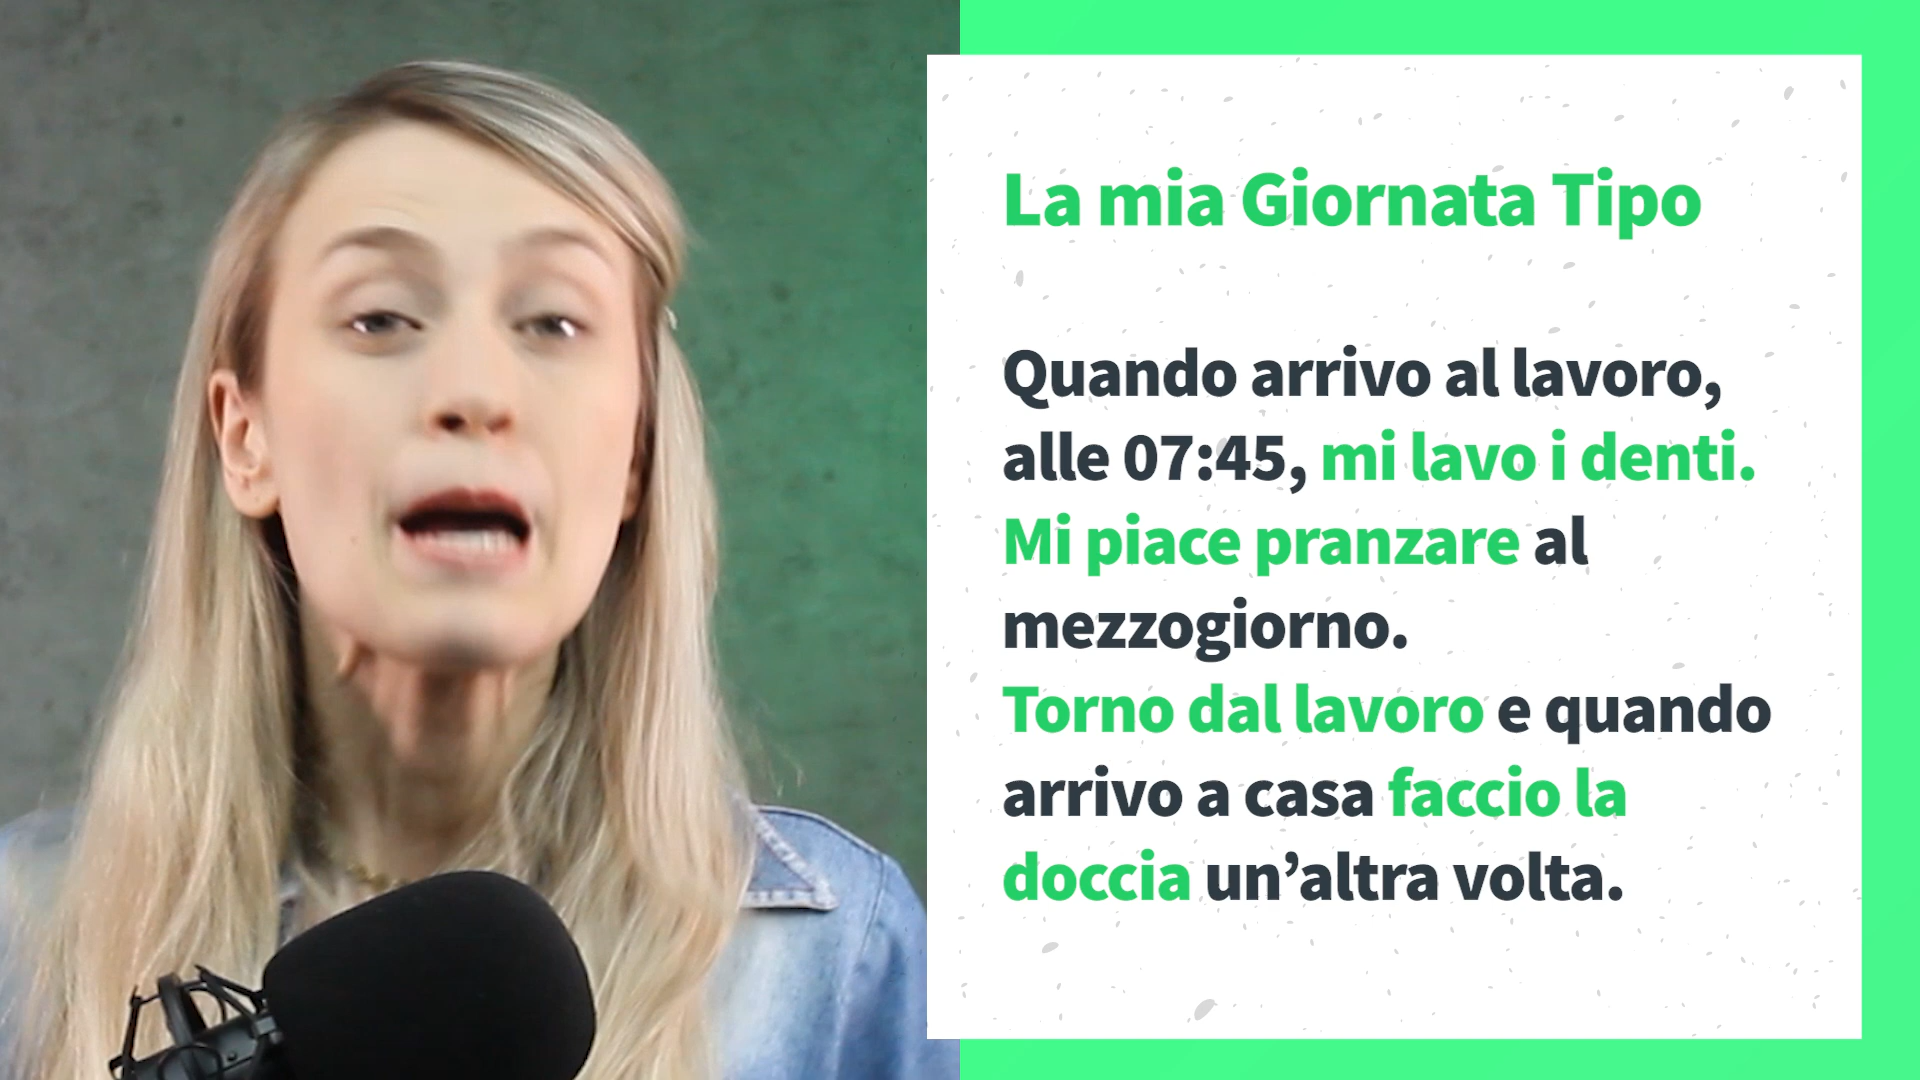 La mia Giornata Tipo
Quando arrivo al lavoro,
alle 07:45, mi lavo i denti.
Mi piace pranzare al
mezzogiorno.
Torno dal lavoro e quando
arrivo a casa faccio la
doccia un’altra volta.